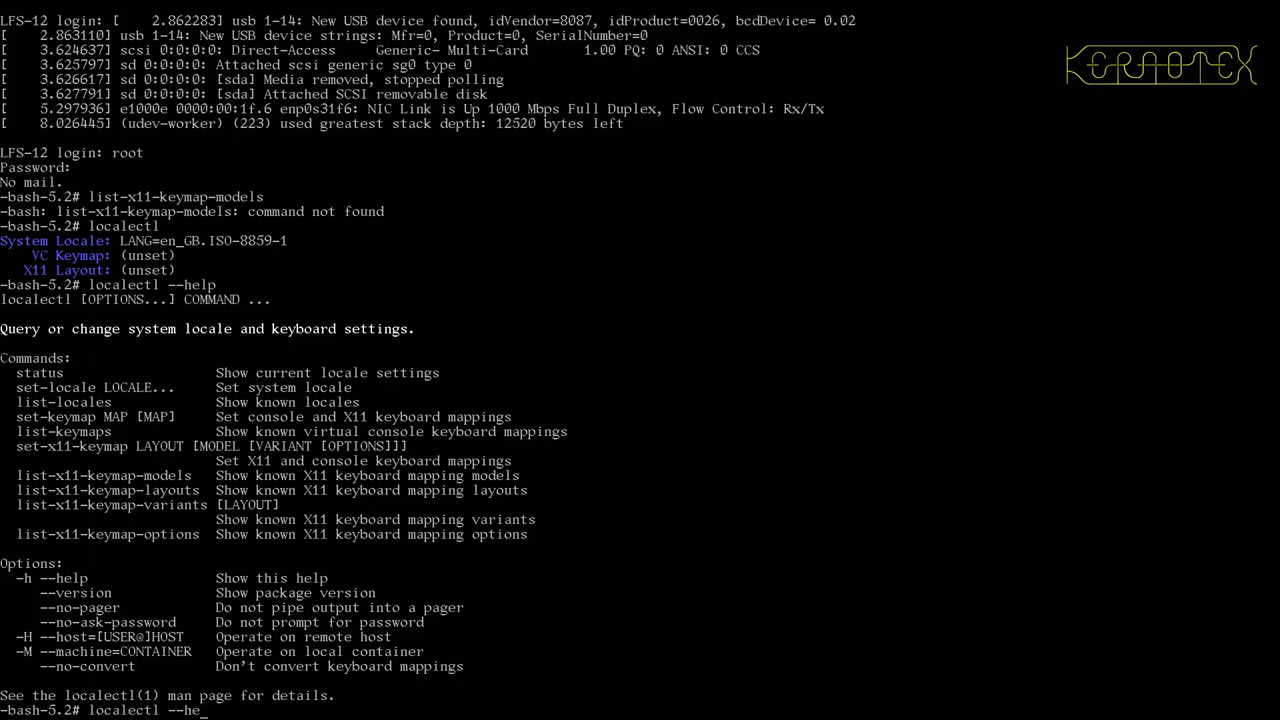 LFS-12 login: [    2.862283] usb 1-14: New USB device found, idVendor=8087, idProduct=0026, bcdDevice= 0.02
[    2.863110] usb 1-14: New USB device strings: Mfr=0, Product=0, SerialNumber=0
[    3.624637] scsi 0:0:0:0: Direct-Access     Generic- Multi-Card       1.00 PQ: 0 ANSI: 0 CCS
[    3.625797] sd 0:0:0:0: Attached scsi generic sg0 type 0
[    3.626617] sd 0:0:0:0: [sda] Media removed, stopped polling
[    3.627791] sd 0:0:0:0: [sda] Attached SCSI removable disk
[    5.297936] e1000e 0000:00:1f.6 enp0s31f6: NIC Link is Up 1000 Mbps Full Duplex, Flow Control: Rx/Tx
[    8.026445] (udev-worker) (223) used greatest stack depth: 12520 bytes left
KERNOTEX
LFS-12 login: root
Password:
No mail.
-bash-5.2# list-x11-keymap-models
-bash: list-x11-keymap-models: command not found
-bash-5.2# localectl
System Locale: LANG=en_GB.ISO-8859-1
    VC Keymap: (unset)
   X11 Layout: (unset)
-bash-5.2# localectl --help
localectl [OPTIONS...] COMMAND ...
Query or change system locale and keyboard settings.
Commands:
  status                   Show current locale settings
  set-locale LOCALE...     Set system locale
  list-locales             Show known locales
  set-keymap MAP [MAP]     Set console and X11 keyboard mappings
  list-keymaps             Show known virtual console keyboard mappings
  set-x11-keymap LAYOUT [MODEL [VARIANT [OPTIONS]]]
                           Set X11 and console keyboard mappings
  list-x11-keymap-models   Show known X11 keyboard mapping models
  list-x11-keymap-layouts  Show known X11 keyboard mapping layouts
  list-x11-keymap-variants [LAYOUT]
                           Show known X11 keyboard mapping variants
  list-x11-keymap-options  Show known X11 keyboard mapping options
Options:
  -h --help                Show this help
     --version             Show package version
     --no-pager            Do not pipe output into a pager
     --no-ask-password     Do not prompt for password
  -H --host=[USER@]HOST    Operate on remote host
  -M --machine=CONTAINER   Operate on local container
     --no-convert          Don't convert keyboard mappings
See the localectl(1) man page for details.
-bash-5.2# localectl --he_